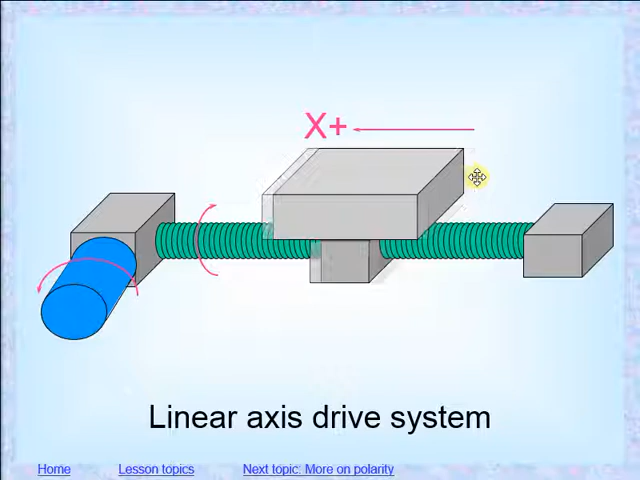 X+
Linear axis drive system
Home Lesson topics Next topic: More on polarity